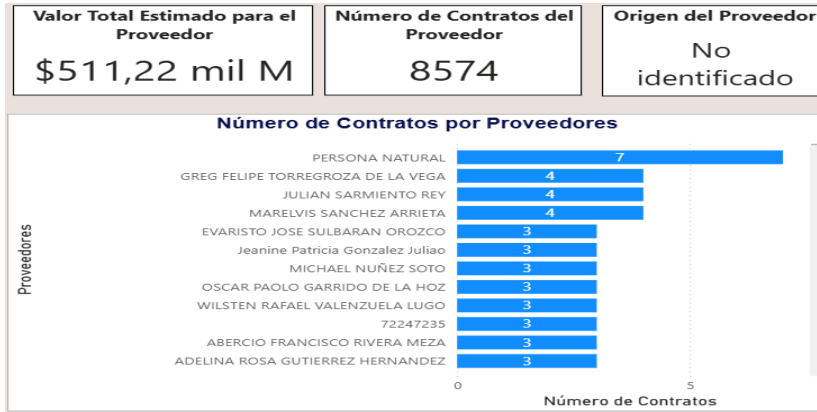 Valor Total Estimado para el
Proveedor
$511,22 mil M
Número de Contratos del
Proveedor
8574
Origen del Proveedor
No
identificado
Número de Contratos por Proveedores
Proveedores
PERSONA NATURAL 7
GREG FELIPE TORREGROZA DE LA VEGA 4
JULIAN SARMIENTO REY 4
MARELVIS SANCHEZ ARRIETA 4
EVARISTO JOSE SULBARAN OROZCO 3
Jeanine Patricia Gonzalez Juliao 3
MICHAEL NUÑEZ SOTO 3
OSCAR PAOLO GARRIDO DE LA HOZ 3
WILSTEN RAFAEL VALENZUELA LUGO 3
72247235 3
ABERCIO FRANCISCO RIVERA MEZA 3
ADELINA ROSA GUTIERREZ HERNANDEZ 3
0 5
Número de Contratos